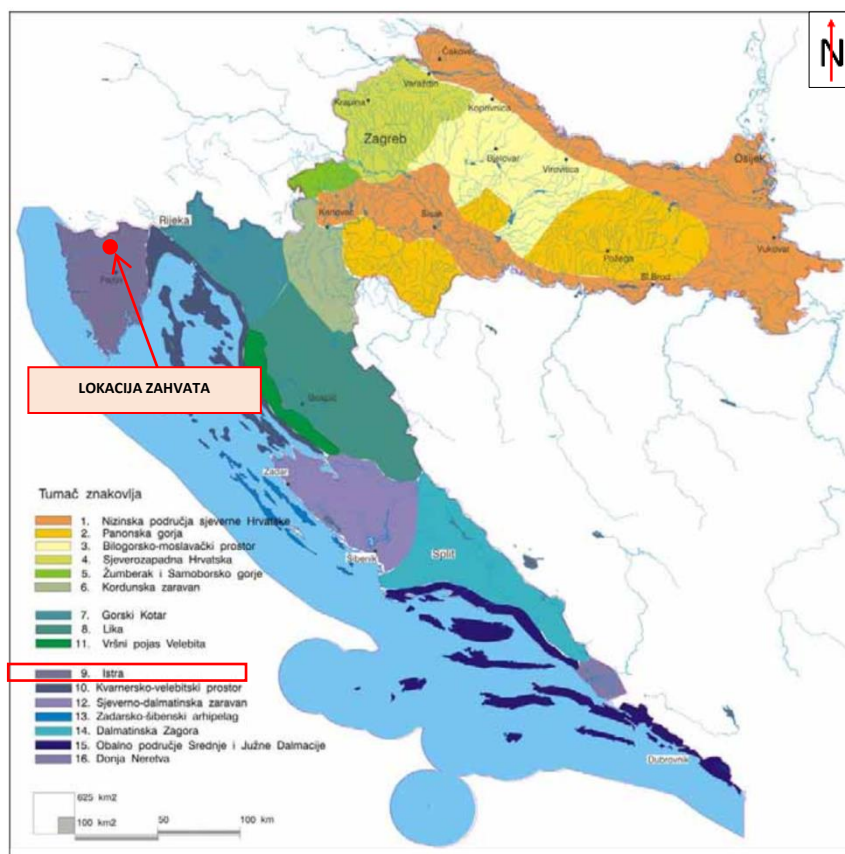 N
Čakovec
Varaždin
Krapina
Koprivnica
Zagreb
Bjelovar
Virovitica
Osijek
Rijeka
Karlovac
Sisak
Požega
Vukovar
Sl.Brod
Pazin
LOKACIJA ZAHVATA
Gospić
Zadar
Šibenik
Split
Dubrovnik
Tumač znakovlja
1. Nizinska područja sjeverne Hrvatske
2. Panonska gorja
3. Bilogorsko-moslavački prostor
4. Sjeverozapadna Hrvatska
5. Žumberak i Samoborsko gorje
6. Kordunska zaravan
7. Gorski Kotar
8. Lika
11. Vršni pojas Velebita
9. Istra
10. Kvarnersko-velebitski prostor
12. Sjeverno-dalmatinska zaravan
13. Zadarsko-šibenski arhipelag
14. Dalmatinska Zagora
15. Obalno područje Srednje i Južne Dalmacije
16. Donja Neretva
625 km2
100 km2
50
100 km